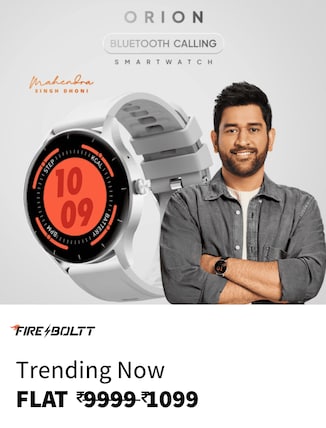 ORION
BLUETOOTH CALLING
SMARTWATCH
Mahendra
SINGH DHONI
STEP
KCAL
10
09
BPM
BATTERY
FIRE BOLTT
Trending Now
FLAT ₹9999 ₹1099